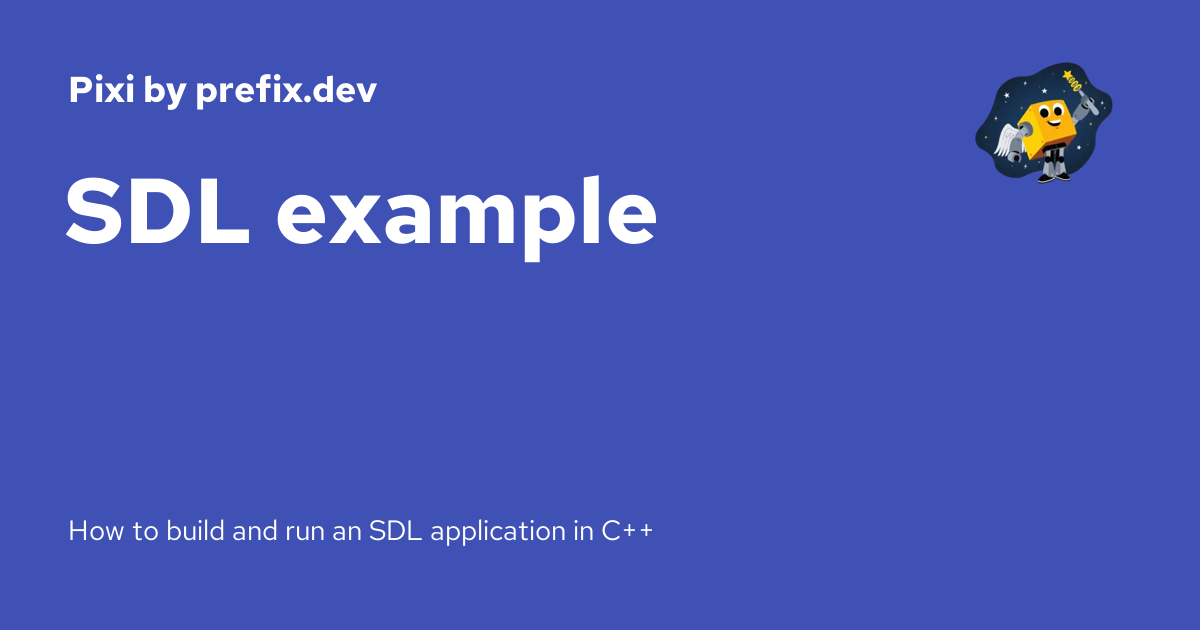 Pixi by prefix.dev
SDL example
How to build and run an SDL application in C++